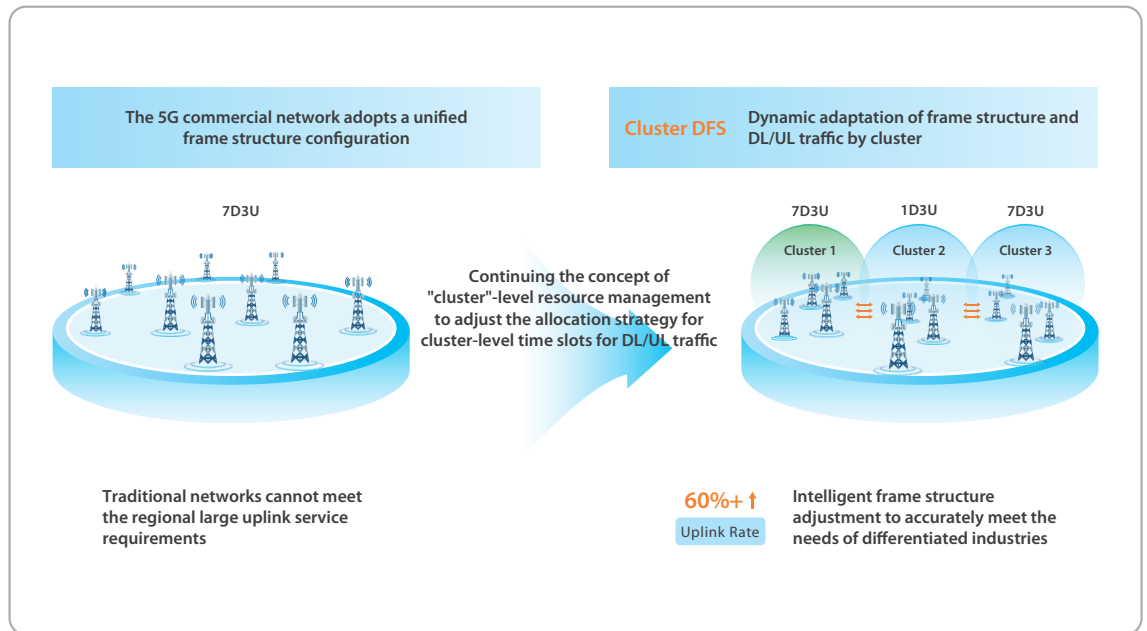 The 5G commercial network adopts a unified
frame structure configuration
Cluster DFS
Dynamic adaptation of frame structure and
DL/UL traffic by cluster
7D3U
7D3U
1D3U
7D3U
Cluster 1
Cluster 2
Cluster 3
Continuing the concept of
"cluster"-level resource management
to adjust the allocation strategy for
cluster-level time slots for DL/UL traffic
Traditional networks cannot meet
the regional large uplink service
requirements
60%+
Uplink Rate
Intelligent frame structure
adjustment to accurately meet the
needs of differentiated industries